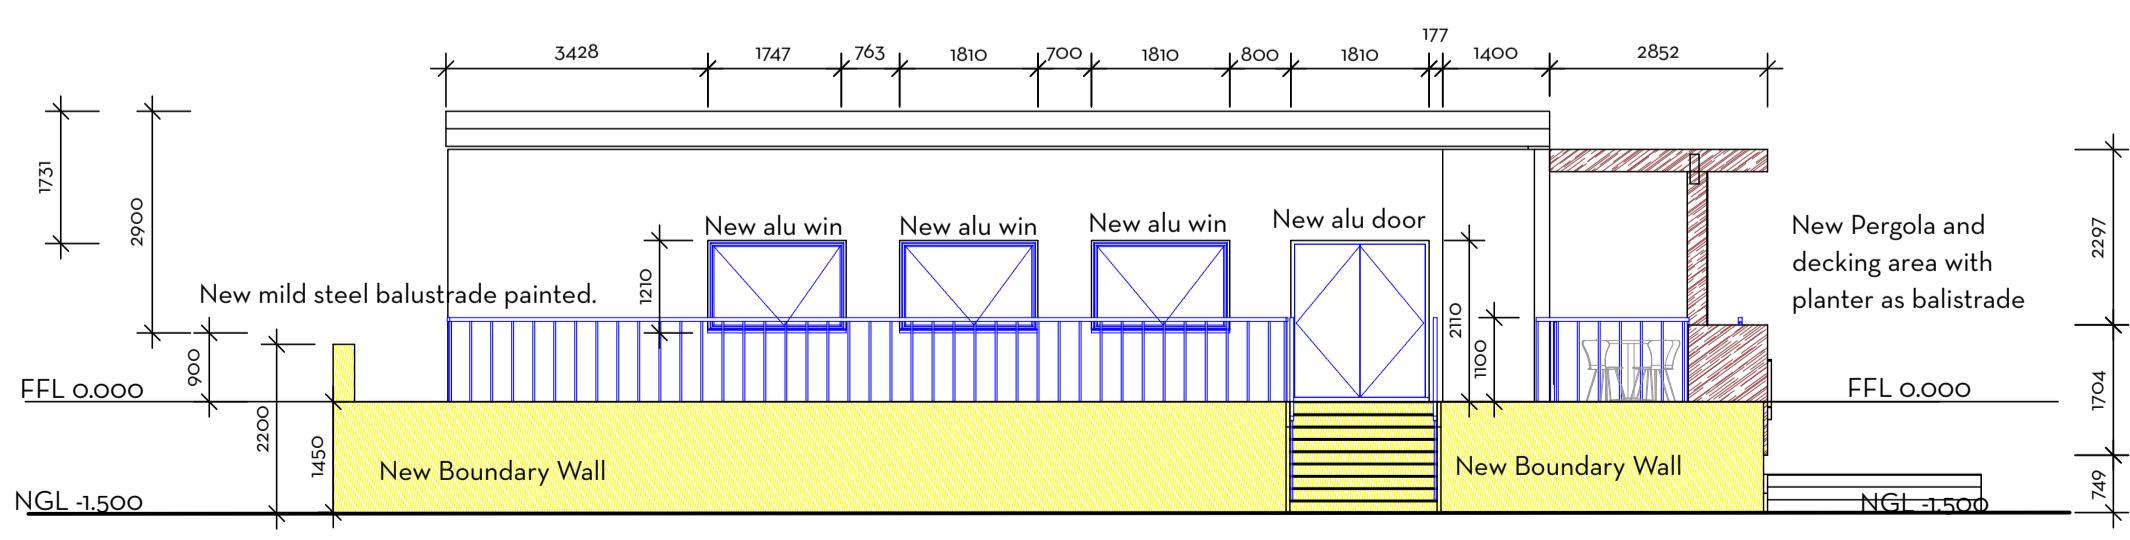 177
3428 1747 763 1810 700 1810 800 1810 1400 2852
1731
2900
New alu win New alu win New alu win New alu door
New Pergola and
decking area with
planter as balistrade
2297
1210
New mild steel balustrade painted.
2110
1100
900
FFL 0.000
FFL 0.000
1704
2200
1450
New Boundary Wall
New Boundary Wall
749
NGL -1.500
NGL -1.500